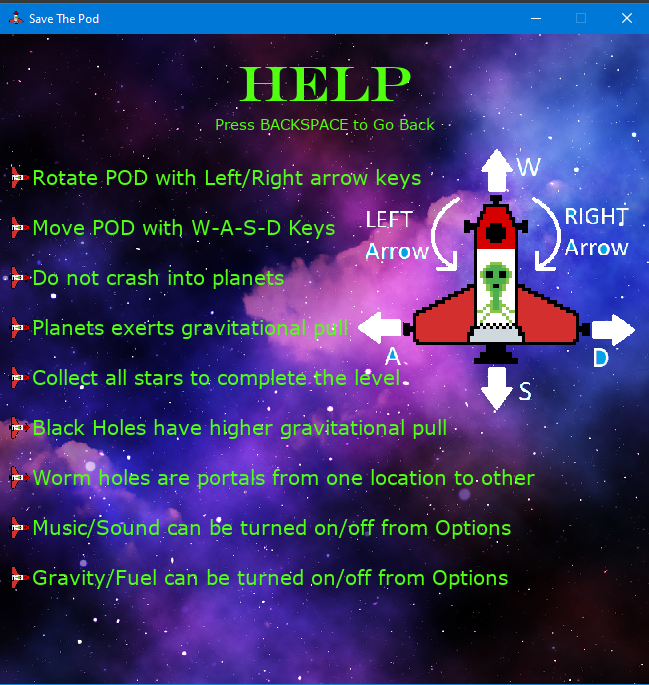 Save The Pod
HELP
Press BACKSPACE to Go Back
Rotate POD with Left/Right arrow keys
Move POD with W-A-S-D Keys
Do not crash into planets
Planets exerts gravitational pull
Collect all stars to complete the level
Black Holes have higher gravitational pull
Worm holes are portals from one location to other
Music/Sound can be turned on/off from Options
Gravity/Fuel can be turned on/off from Options
W
LEFT
Arrow
RIGHT
Arrow
A
D
S